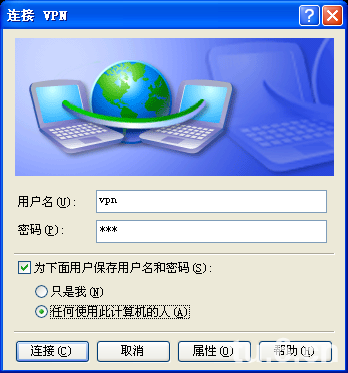 连接 VPN
用户名(U): vpn
密码(P): ***
为下面用户保存用户名和密码(S):
只是我(N)
任何使用此计算机的人(A)
连接(C) 取消 属性(O) 帮助(H)